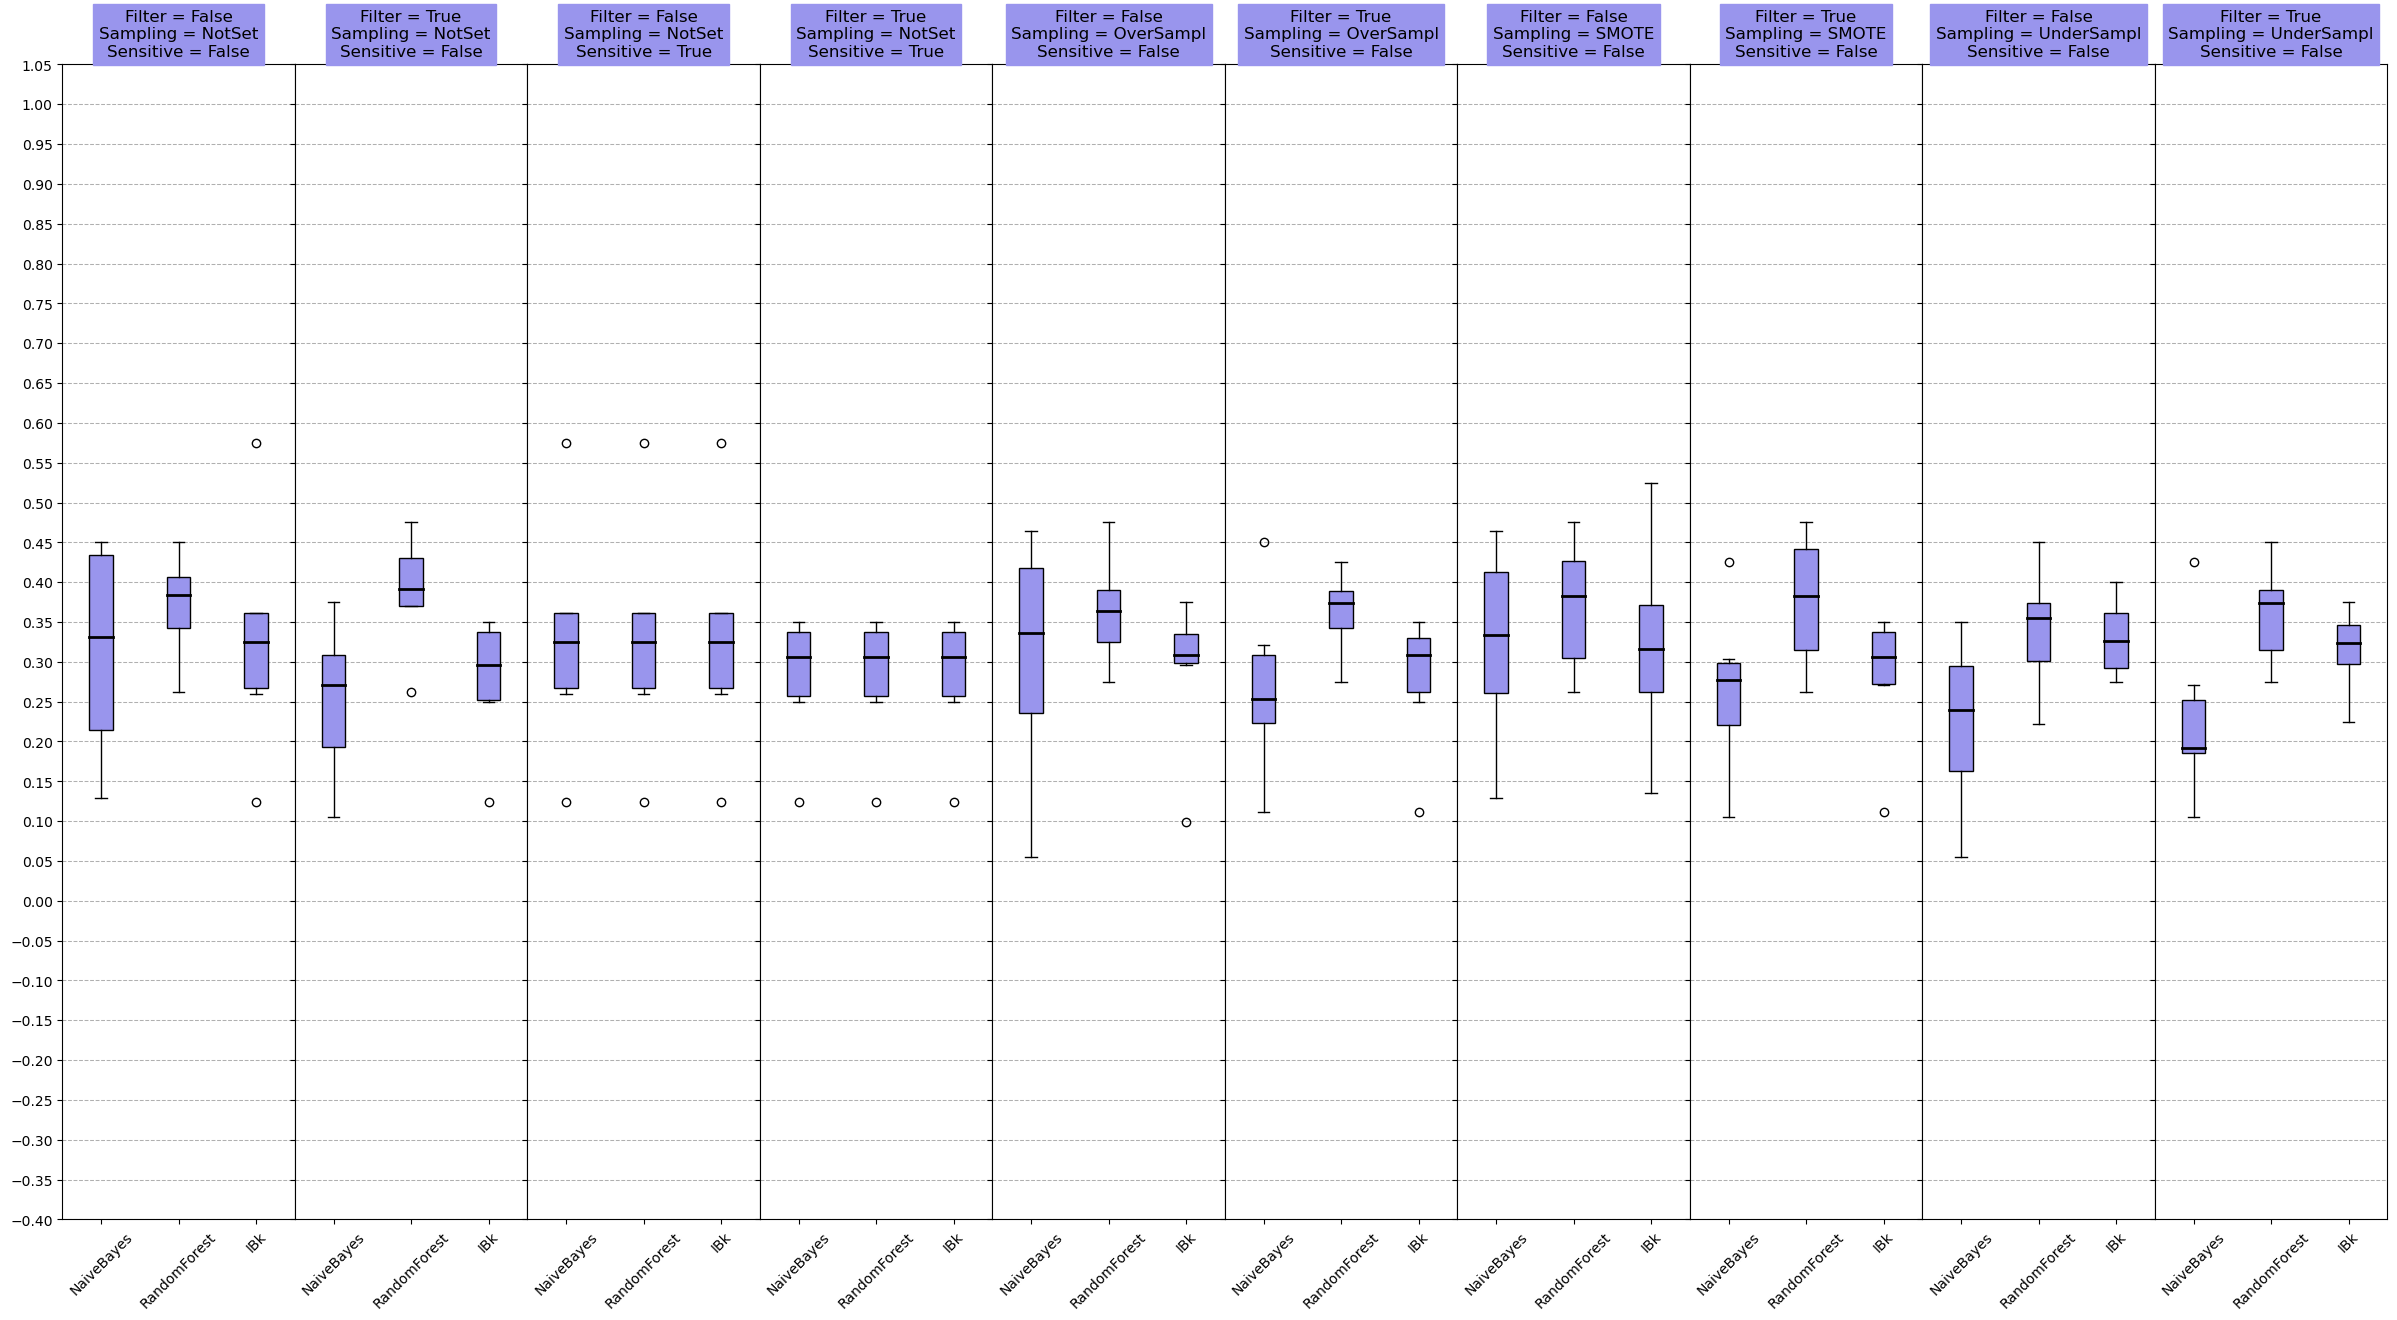 Filter = False
Sampling = NotSet
Sensitive = False
Filter = True
Sampling = NotSet
Sensitive = False
Filter = False
Sampling = NotSet
Sensitive = True
Filter = True
Sampling = NotSet
Sensitive = True
Filter = False
Sampling = OverSampl
Sensitive = False
Filter = True
Sampling = OverSampl
Sensitive = False
Filter = False
Sampling = SMOTE
Sensitive = False
Filter = True
Sampling = SMOTE
Sensitive = False
Filter = False
Sampling = UnderSampl
Sensitive = False
Filter = True
Sampling = UnderSampl
Sensitive = False
1.05
1.00
0.95
0.90
0.85
0.80
0.75
0.70
0.65
0.60
0.55
0.50
0.45
0.40
0.35
0.30
0.25
0.20
0.15
0.10
0.05
0.00
−0.05
−0.10
−0.15
−0.20
−0.25
−0.30
−0.35
−0.40
NaiveBayes
RandomForest
IBk
NaiveBayes
RandomForest
IBk
NaiveBayes
RandomForest
IBk
NaiveBayes
RandomForest
IBk
NaiveBayes
RandomForest
IBk
NaiveBayes
RandomForest
IBk
NaiveBayes
RandomForest
IBk
NaiveBayes
RandomForest
IBk
NaiveBayes
RandomForest
IBk
NaiveBayes
RandomForest
IBk